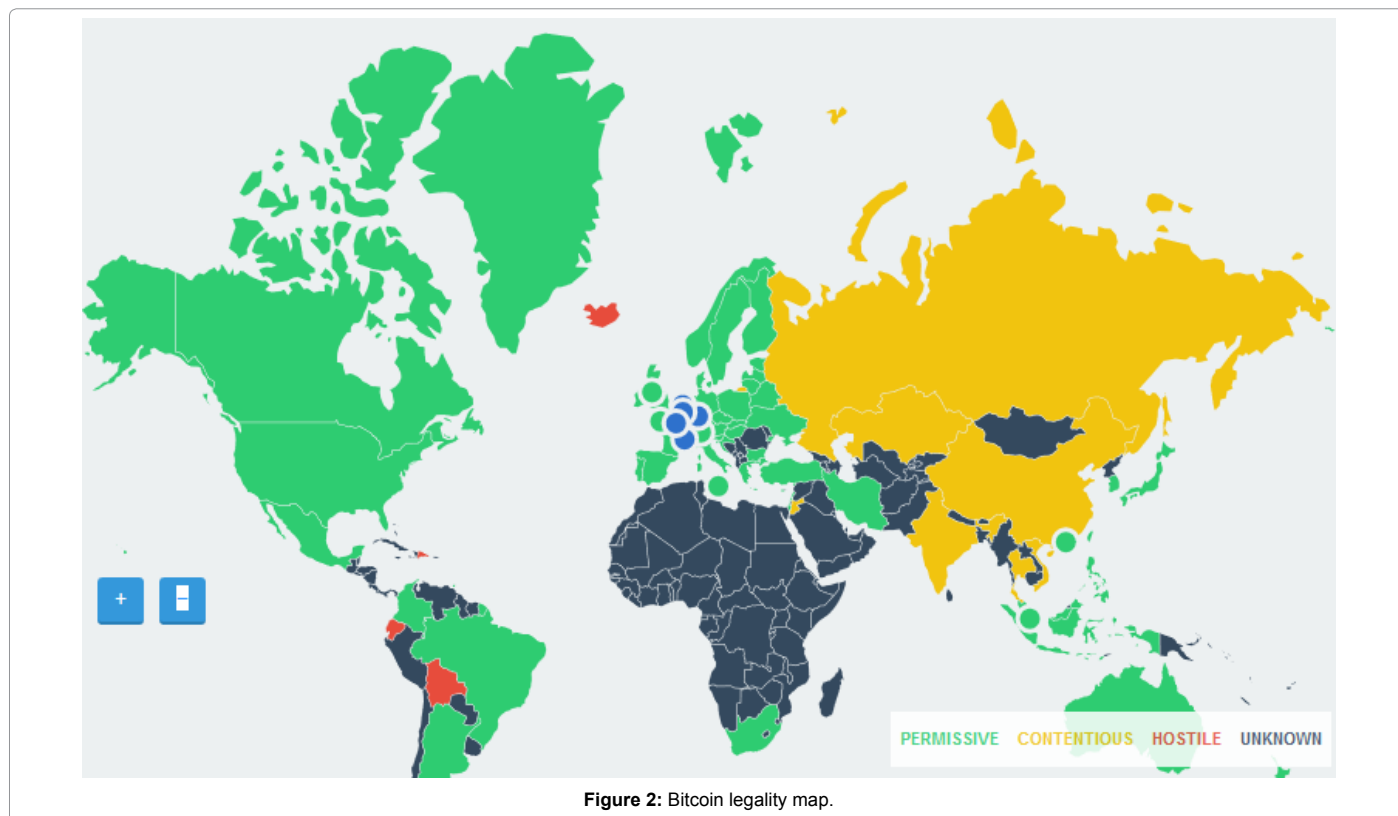 +
−
PERMISSIVE CONTENTIOUS HOSTILE UNKNOWN
Figure 2: Bitcoin legality map.